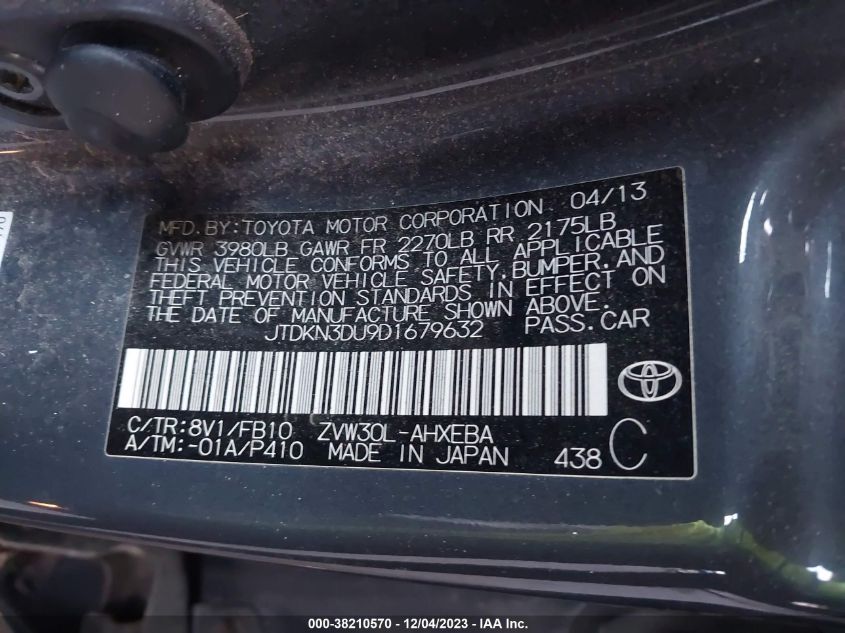 MFD.BY:TOYOTA MOTOR CORPORATION 04/13
GVWR 3980LB GAWR FR 2270LB RR 2175LB
THIS VEHICLE CONFORMS TO ALL APPLICABLE
FEDERAL MOTOR VEHICLE SAFETY,BUMPER,AND
THEFT PREVENTION STANDARDS IN EFFECT ON
THE DATE OF MANUFACTURE SHOWN ABOVE.
JTDKN3DU9D1679632 PASS.CAR
C/TR:8V1/FB10 ZVW30L-AHXEBA
A/TM:-01A/P410 MADE IN JAPAN 438 C
000-38210570 - 12/04/2023 - IAA Inc.